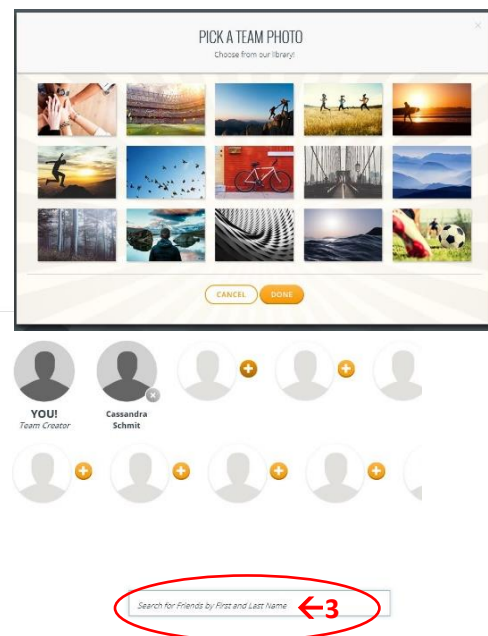 PICK A TEAM PHOTO
Choose from our library!
CANCEL DONE
YOU!
Team Creator
Cassandra
Schmit
Search for Friends by First and Last Name
3